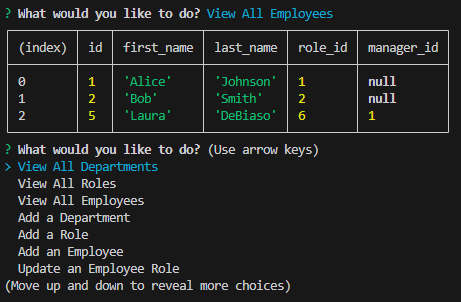 ? What would you like to do? View All Employees
(index) id first_name last_name role_id manager_id
0 1 'Alice' 'Johnson' 1 null
1 2 'Bob' 'Smith' 2 null
2 5 'Laura' 'DeBiaso' 6 1
? What would you like to do? (Use arrow keys)
> View All Departments
View All Roles
View All Employees
Add a Department
Add a Role
Add an Employee
Update an Employee Role
(Move up and down to reveal more choices)